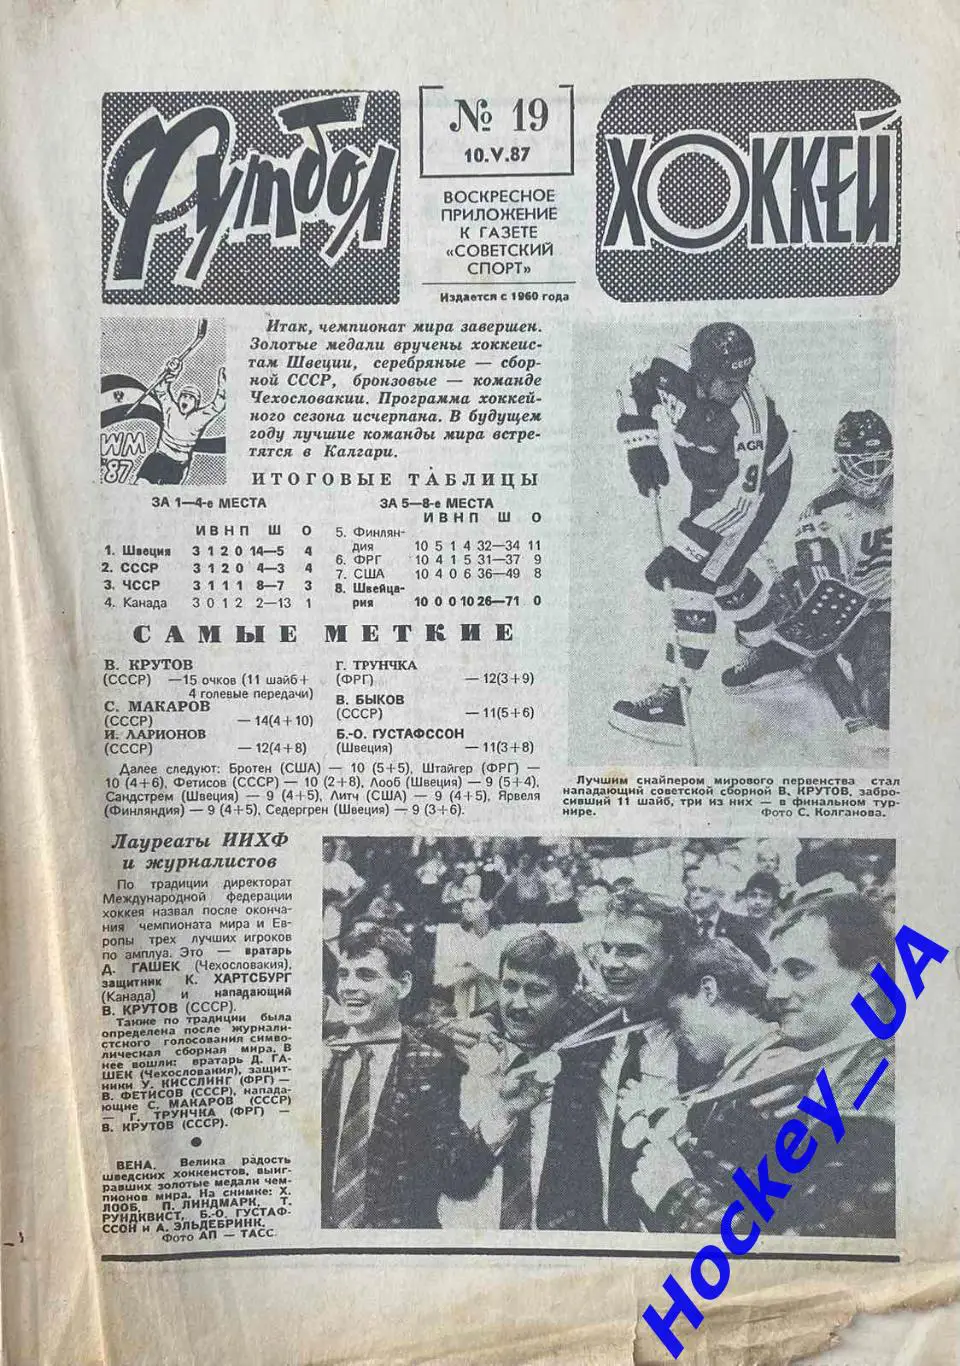 Футбол
№ 19
10.V.87
ВОСКРЕСНОЕ
ПРИЛОЖЕНИЕ
К ГАЗЕТЕ
«СОВЕТСКИЙ
СПОРТ»
Издается с 1960 года
ХОККЕЙ
WM
'87
Итак, чемпионат мира завершен.
Золотые медали вручены хоккеис-
там Швеции, серебряные — сбор-
ной СССР, бронзовые — команде
Чехословакии. Программа хоккей-
ного сезона исчерпана. В будущем
году лучшие команды мира встре-
тятся в Калгари.
ИТОГОВЫЕ ТАБЛИЦЫ
ЗА 1—4-е МЕСТА
И В Н П Ш О
1. Швеция 3 1 2 0 14—5 4
2. СССР 3 1 2 0 4—3 4
3. ЧССР 3 1 1 1 8—7 3
4. Канада 3 0 1 2 2—13 1
ЗА 5—8-е МЕСТА
И В Н П Ш О
5. Финлян-
дия 10 5 1 4 32—34 11
6. ФРГ 10 4 1 5 31—37 9
7. США 10 4 0 6 36—49 8
8. Швейца-
рия 10 0 0 10 26—71 0
САМЫЕ МЕТКИЕ
В. КРУТОВ
(СССР) —15 очков (11 шайб+
4 голевые передачи)
С. МАКАРОВ
(СССР) —14(4+10)
И. ЛАРИОНОВ
(СССР) —12(4+8)
Г. ТРУНЧКА
(ФРГ) —12(3+9)
В. БЫКОВ
(СССР) —11(5+6)
Б.-О. ГУСТАФССОН
(Швеция) —11(3+8)
Далее следуют: Бротен (США) — 10 (5+5), Штайгер (ФРГ) —
10 (4+6), Фетисов (СССР) — 10 (2+8), Лооб (Швеция) — 9 (5+4),
Сандстрем (Швеция) — 9 (4+5), Литч (США) — 9 (4+5), Ярвеля
(Финляндия) — 9 (4+5), Седергрен (Швеция) — 9 (3+6).
СССР
AGA
9
Лучшим снайпером мирового первенства стал
нападающий советской сборной В. КРУТОВ, забро-
сивший 11 шайб, три из них — в финальном тур-
нире. Фото С. Колганова.
Лауреаты ИИХФ
и журналистов
По традиции директорат
Международной федерации
хоккея назвал после оконча-
ния чемпионата мира и Ев-
ропы трех лучших игроков
по амплуа. Это — вратарь
Д. ГАШЕК (Чехословакия),
защитник К. ХАРТСБУРГ
(Канада) и нападающий
В. КРУТОВ (СССР).
Также по традиции была
определена после журнали-
стского голосования симво-
лическая сборная мира. В
нее вошли: вратарь Д. ГА-
ШЕК (Чехословакия), защит-
ники У. КИССЛИНГ (ФРГ) —
В. ФЕТИСОВ (СССР), напада-
ющие С. МАКАРОВ (СССР)
— Г. ТРУНЧКА (ФРГ) —
В. КРУТОВ (СССР).
ВЕНА. Велика радость
шведских хоккеистов, выиг-
равших золотые медали чем-
пионов мира. На снимке: Х.
ЛООБ, П. ЛИНДМАРК, Т.
РУНДКВИСТ, Б.-О. ГУСТАФ-
ССОН и А. ЭЛЬДЕБРИНК.
Фото АП — ТАСС.
Hockey_UA